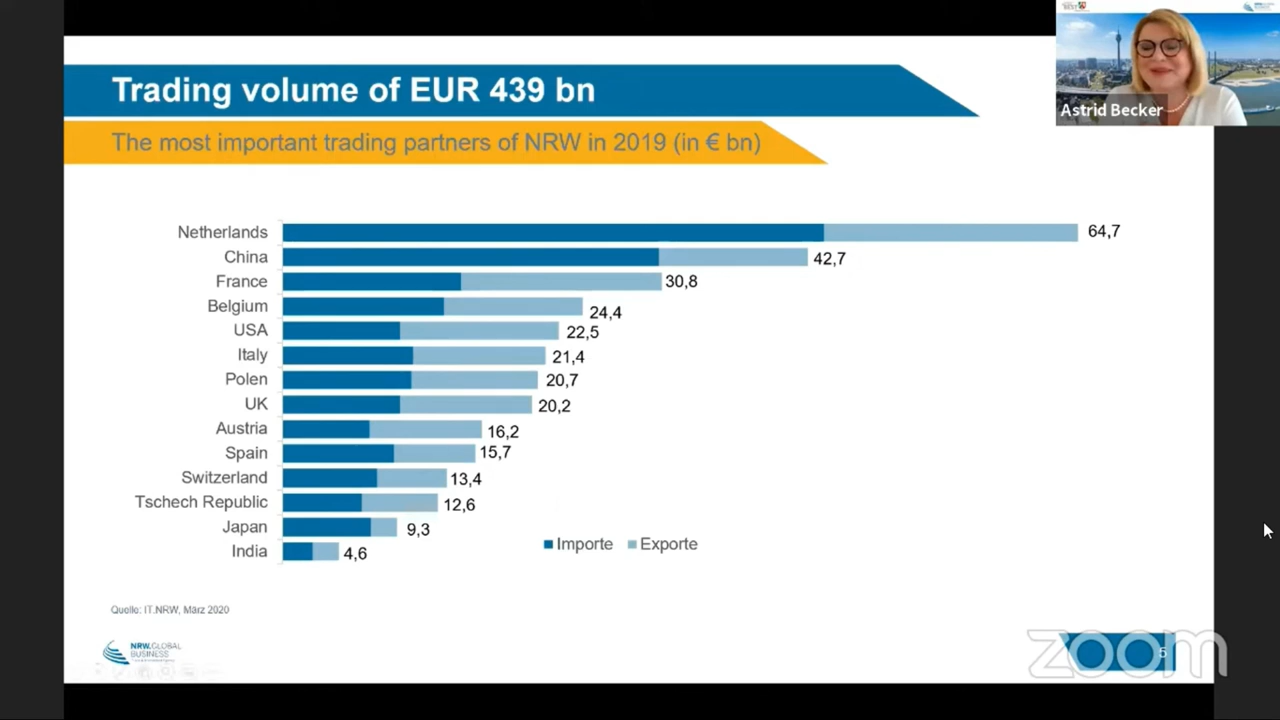 Trading volume of EUR 439 bn
The most important trading partners of NRW in 2019 (in € bn)
Astrid Becker
Netherlands 64,7
China 42,7
France 30,8
Belgium 24,4
USA 22,5
Italy 21,4
Polen 20,7
UK 20,2
Austria 16,2
Spain 15,7
Switzerland 13,4
Tschech Republic 12,6
Japan 9,3
India 4,6
Importe Exporte
Quelle: IT.NRW, März 2020
NRW.GLOBAL
BUSINESS
5
zoom